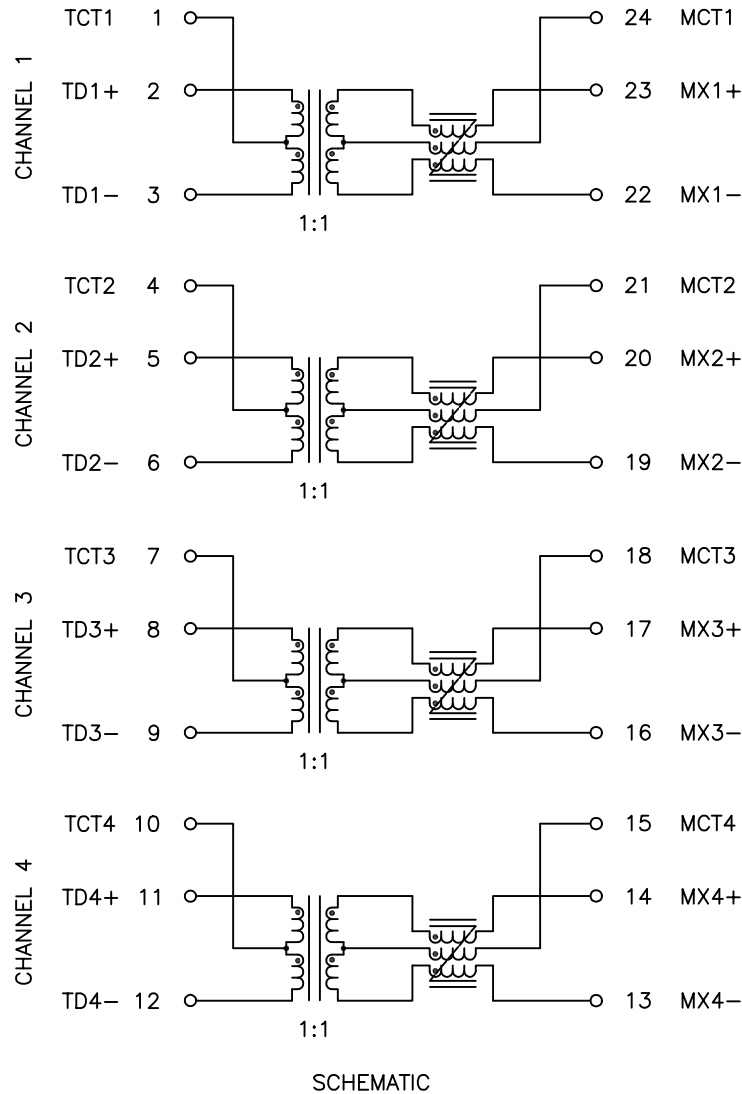 CHANNEL 1
TCT1 1 24 MCT1
TD1+ 2 23 MX1+
TD1− 3 22 MX1−
1:1
CHANNEL 2
TCT2 4 21 MCT2
TD2+ 5 20 MX2+
TD2− 6 19 MX2−
1:1
CHANNEL 3
TCT3 7 18 MCT3
TD3+ 8 17 MX3+
TD3− 9 16 MX3−
1:1
CHANNEL 4
TCT4 10 15 MCT4
TD4+ 11 14 MX4+
TD4− 12 13 MX4−
1:1
SCHEMATIC